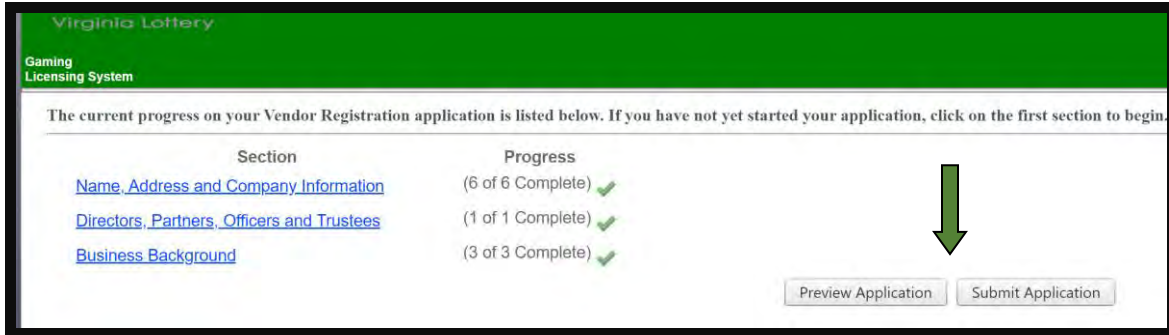 Virginia Lottery
Gaming
Licensing System
The current progress on your Vendor Registration application is listed below. If you have not yet started your application, click on the first section to begin.
Section Progress
Name, Address and Company Information (6 of 6 Complete)
Directors, Partners, Officers and Trustees (1 of 1 Complete)
Business Background (3 of 3 Complete)
Preview Application Submit Application